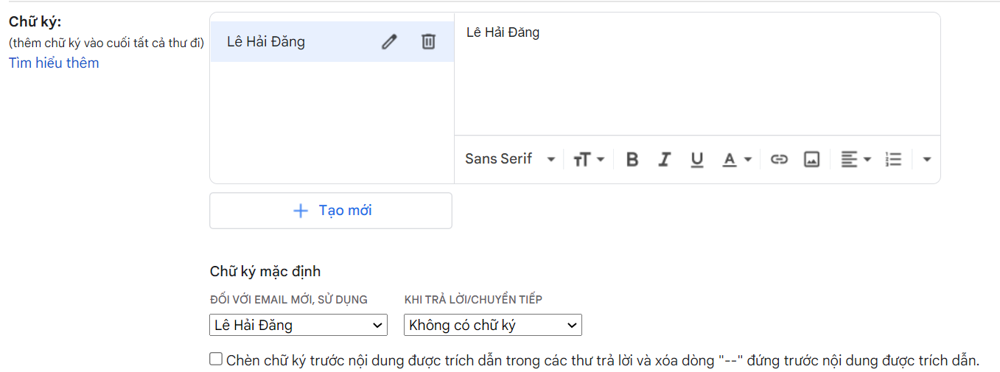 Chữ ký:
(thêm chữ ký vào cuối tất cả thư đi)
Tìm hiểu thêm
Lê Hải Đăng
Lê Hải Đăng
Sans Serif
Tạo mới
Chữ ký mặc định
ĐỐI VỚI EMAIL MỚI, SỬ DỤNG
KHI TRẢ LỜI/CHUYỂN TIẾP
Lê Hải Đăng
Không có chữ ký
Chèn chữ ký trước nội dung được trích dẫn trong các thư trả lời và xóa dòng "--" đứng trước nội dung được trích dẫn.